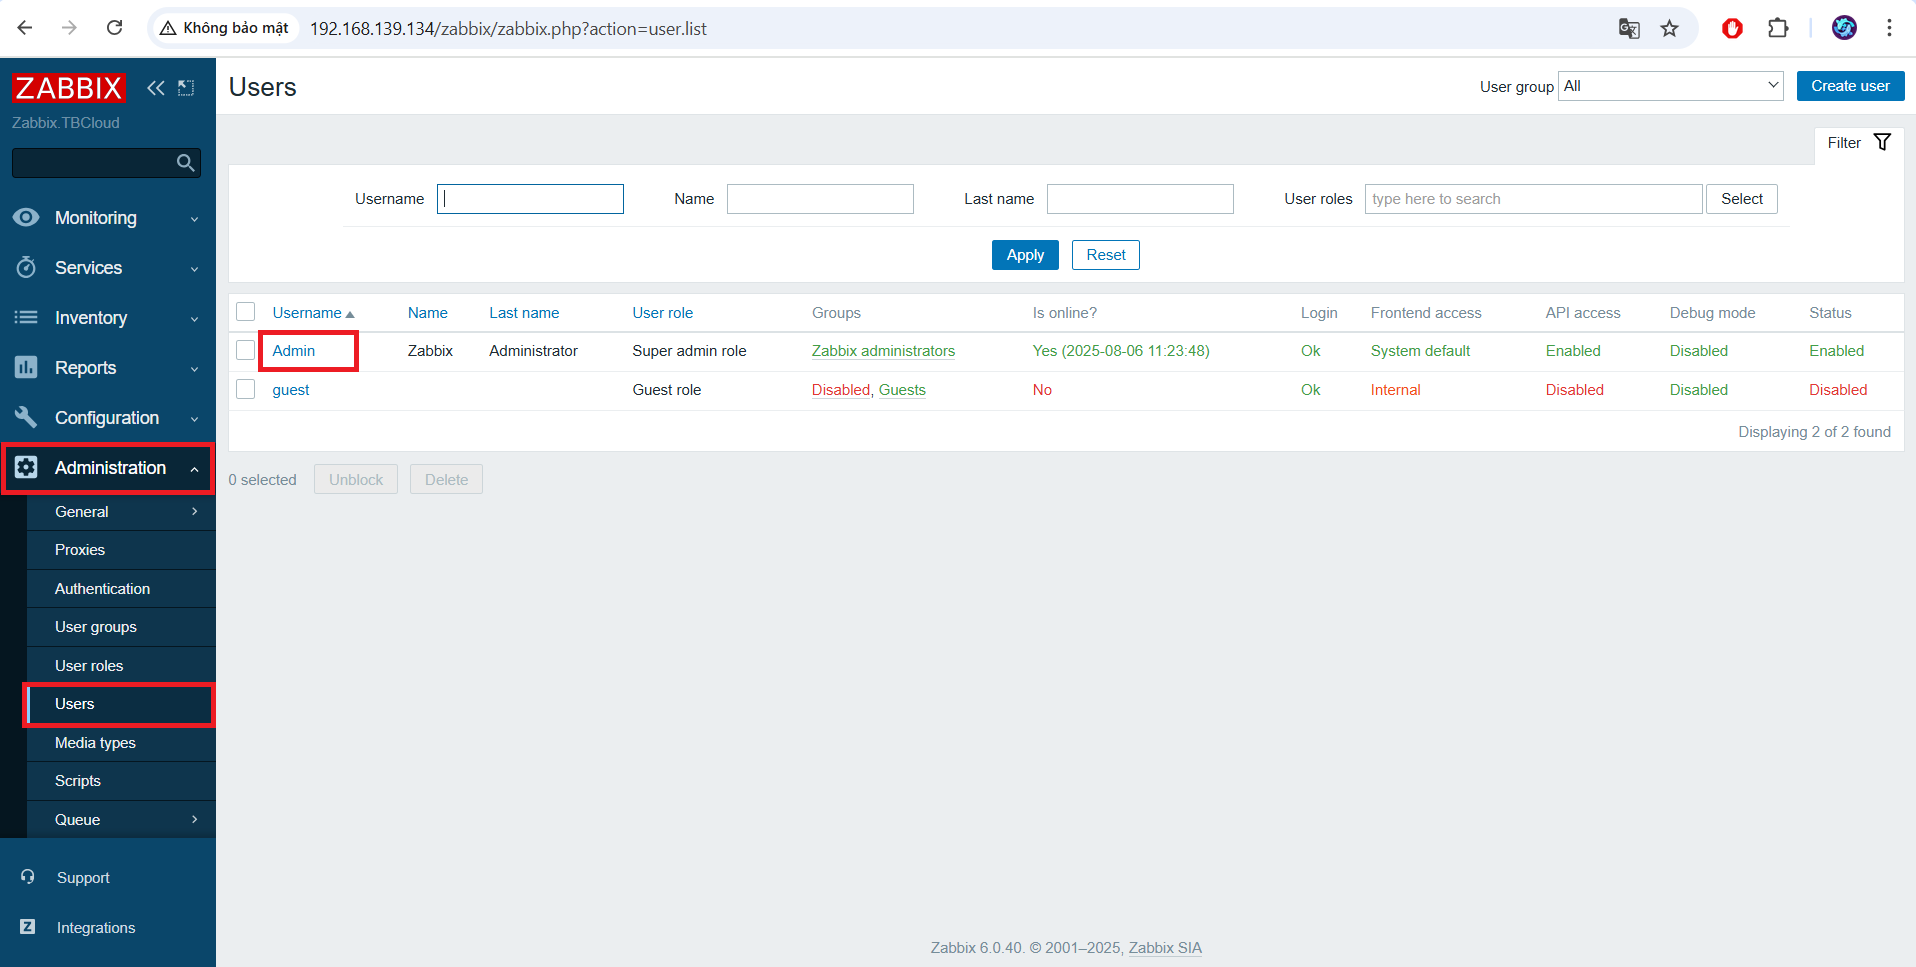 Không bảo mật 192.168.139.134/zabbix/zabbix.php?action=user.list
ZABBIX
Zabbix.TBCloud
Monitoring
Services
Inventory
Reports
Configuration
Administration
General
Proxies
Authentication
User groups
User roles
Users
Media types
Scripts
Queue
Support
Z Integrations
Users
User group All Create user
Filter
Username Name Last name User roles type here to search Select
Apply Reset
Username Name Last name User role Groups Is online? Login Frontend access API access Debug mode Status
Admin Zabbix Administrator Super admin role Zabbix administrators Yes (2025-08-06 11:23:48) Ok System default Enabled Disabled Enabled
guest Guest role Disabled, Guests No Ok Internal Disabled Disabled Disabled
Displaying 2 of 2 found
0 selected Unblock Delete
Zabbix 6.0.40. © 2001–2025, Zabbix SIA